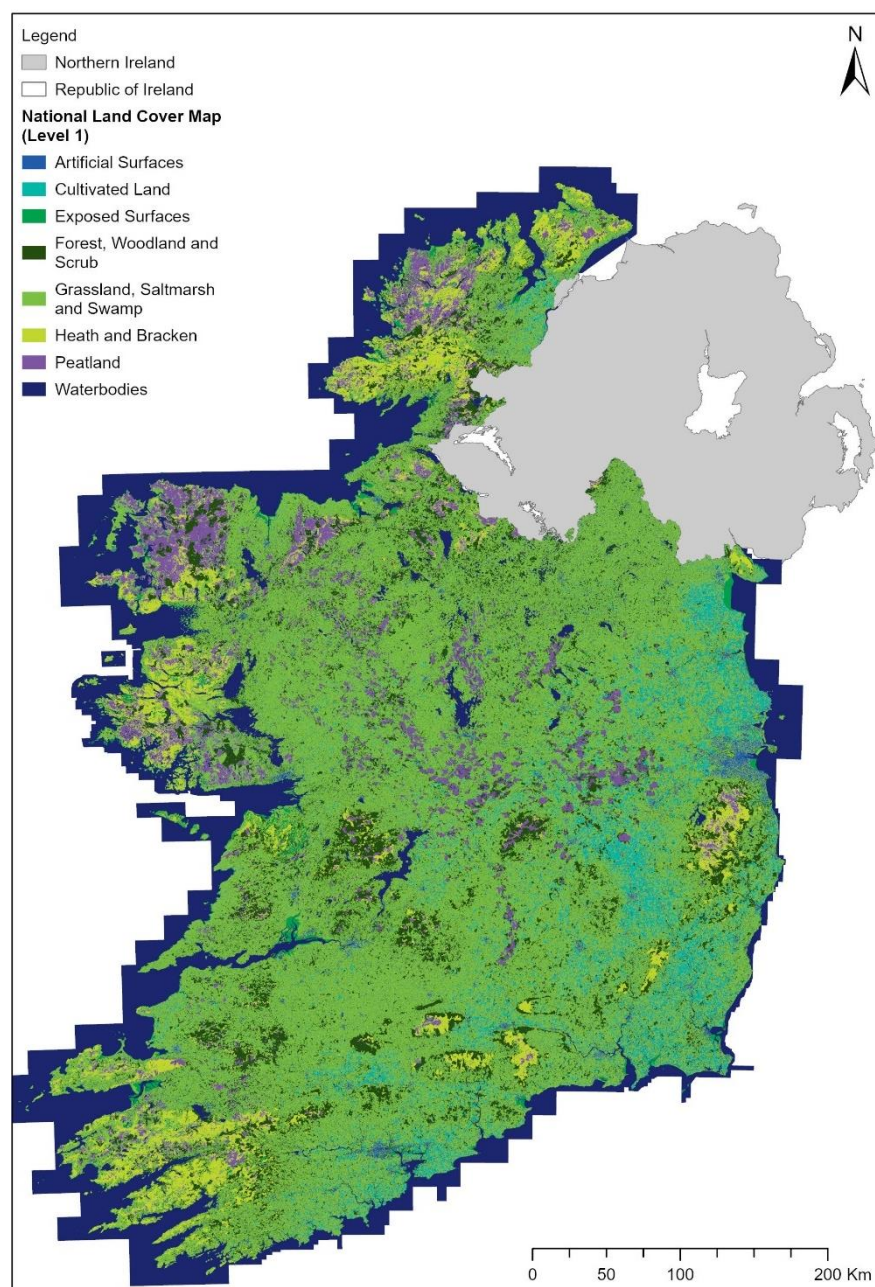 Legend
Northern Ireland
Republic of Ireland
National Land Cover Map
(Level 1)
Artificial Surfaces
Cultivated Land
Exposed Surfaces
Forest, Woodland and
Scrub
Grassland, Saltmarsh
and Swamp
Heath and Bracken
Peatland
Waterbodies
N
0 50 100 200 Km